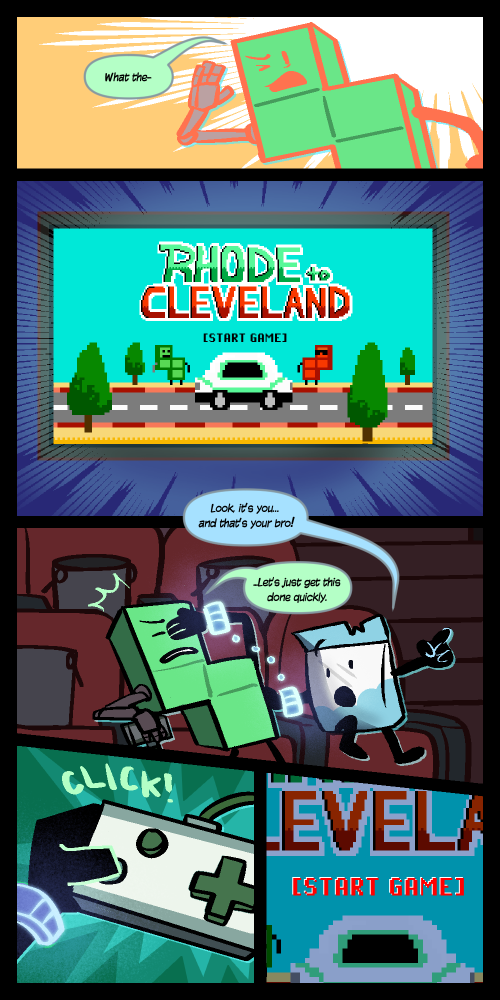 What the-
RHODE to
CLEVELAND
[START GAME]
Look, it's you...
and that's your bro!
...Let's just get this
done quickly.
CLICK!
LEVELA
[START GAME]